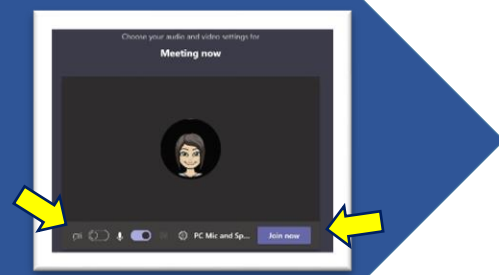 Choose your audio and video settings for
Meeting now
PC Mic and Sp...
Join now